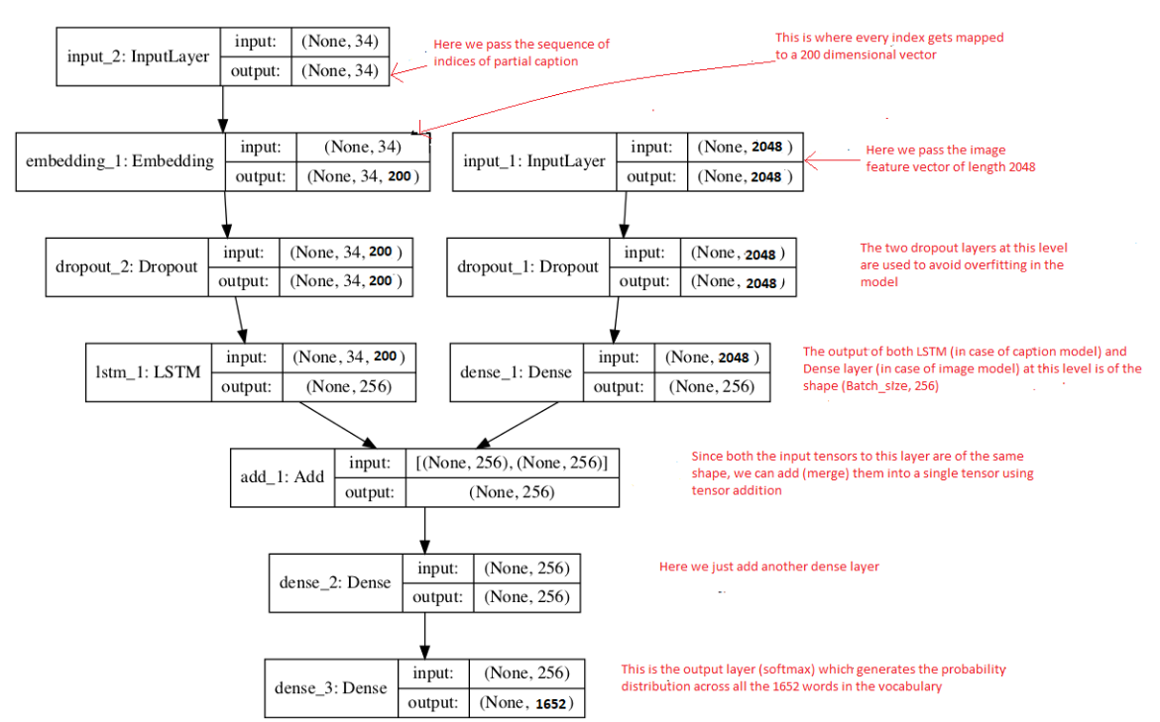 input_2: InputLayer
input:
(None, 34)
output:
(None, 34)
Here we pass the sequence of
indices of partial caption
This is where every index gets mapped
to a 200 dimensional vector
embedding_1: Embedding
input:
(None, 34)
output:
(None, 34, 200 )
input_1: InputLayer
input:
(None, 2048 )
output:
(None, 2048 )
Here we pass the image
feature vector of length 2048
dropout_2: Dropout
input:
(None, 34, 200 )
output:
(None, 34, 200 )
dropout_1: Dropout
input:
(None, 2048 )
output:
(None, 2048 )
The two dropout layers at this level
are used to avoid overfitting in the
model
lstm_1: LSTM
input:
(None, 34, 200 )
output:
(None, 256)
dense_1: Dense
input:
(None, 2048 )
output:
(None, 256)
The output of both LSTM (in case of caption model) and
Dense layer (in case of image model) at this level is of the
shape (Batch_size, 256)
add_1: Add
input:
[(None, 256), (None, 256)]
output:
(None, 256)
Since both the input tensors to this layer are of the same
shape, we can add (merge) them into a single tensor using
tensor addition
dense_2: Dense
input:
(None, 256)
output:
(None, 256)
Here we just add another dense layer
dense_3: Dense
input:
(None, 256)
output:
(None, 1652 )
This is the output layer (softmax) which generates the probability
distribution across all the 1652 words in the vocabulary